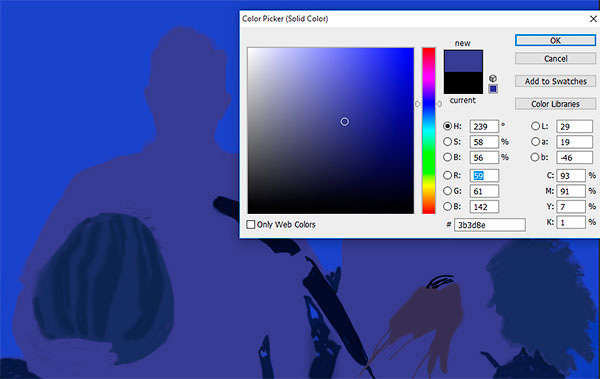 Color Picker (Solid Color)
new
current
OK
Cancel
Add to Swatches
Color Libraries
Only Web Colors
H: 239 °
S: 58 %
B: 56 %
R: 59
G: 61
B: 142
# 3b3d8e
L: 29
a: 19
b: -46
C: 93 %
M: 91 %
Y: 7 %
K: 1 %